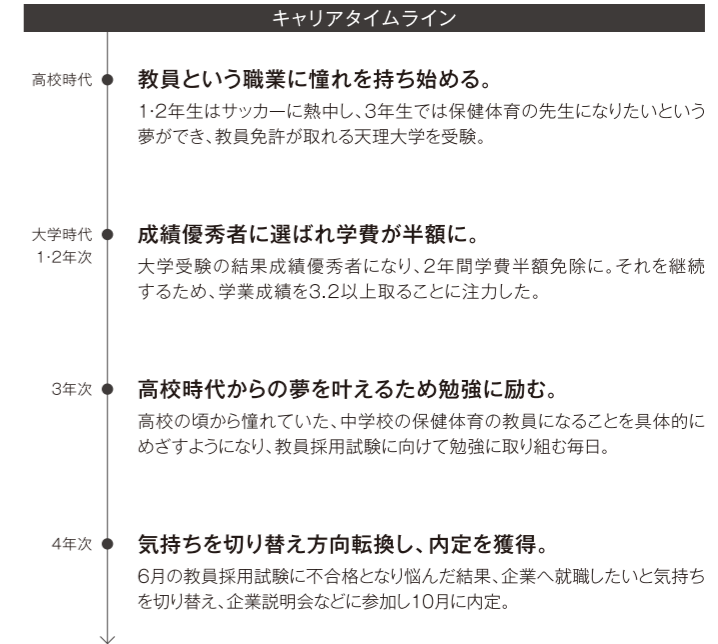 キャリアタイムライン
高校時代
教員という職業に憧れを持ち始める。
1・2年生はサッカーに熱中し、3年生では保健体育の先生になりたいという
夢ができ、教員免許が取れる天理大学を受験。
大学時代
1・2年次
成績優秀者に選ばれ学費が半額に。
大学受験の結果成績優秀者になり、2年間学費半額免除に。それを継続
するため、学業成績を3.2以上取ることに注力した。
3年次
高校時代からの夢を叶えるため勉強に励む。
高校の頃から憧れていた、中学校の保健体育の教員になることを具体的に
めざすようになり、教員採用試験に向けて勉強に取り組む毎日。
4年次
気持ちを切り替え方向転換し、内定を獲得。
6月の教員採用試験に不合格となり悩んだ結果、企業へ就職したいと気持ち
を切り替え、企業説明会などに参加し10月に内定。